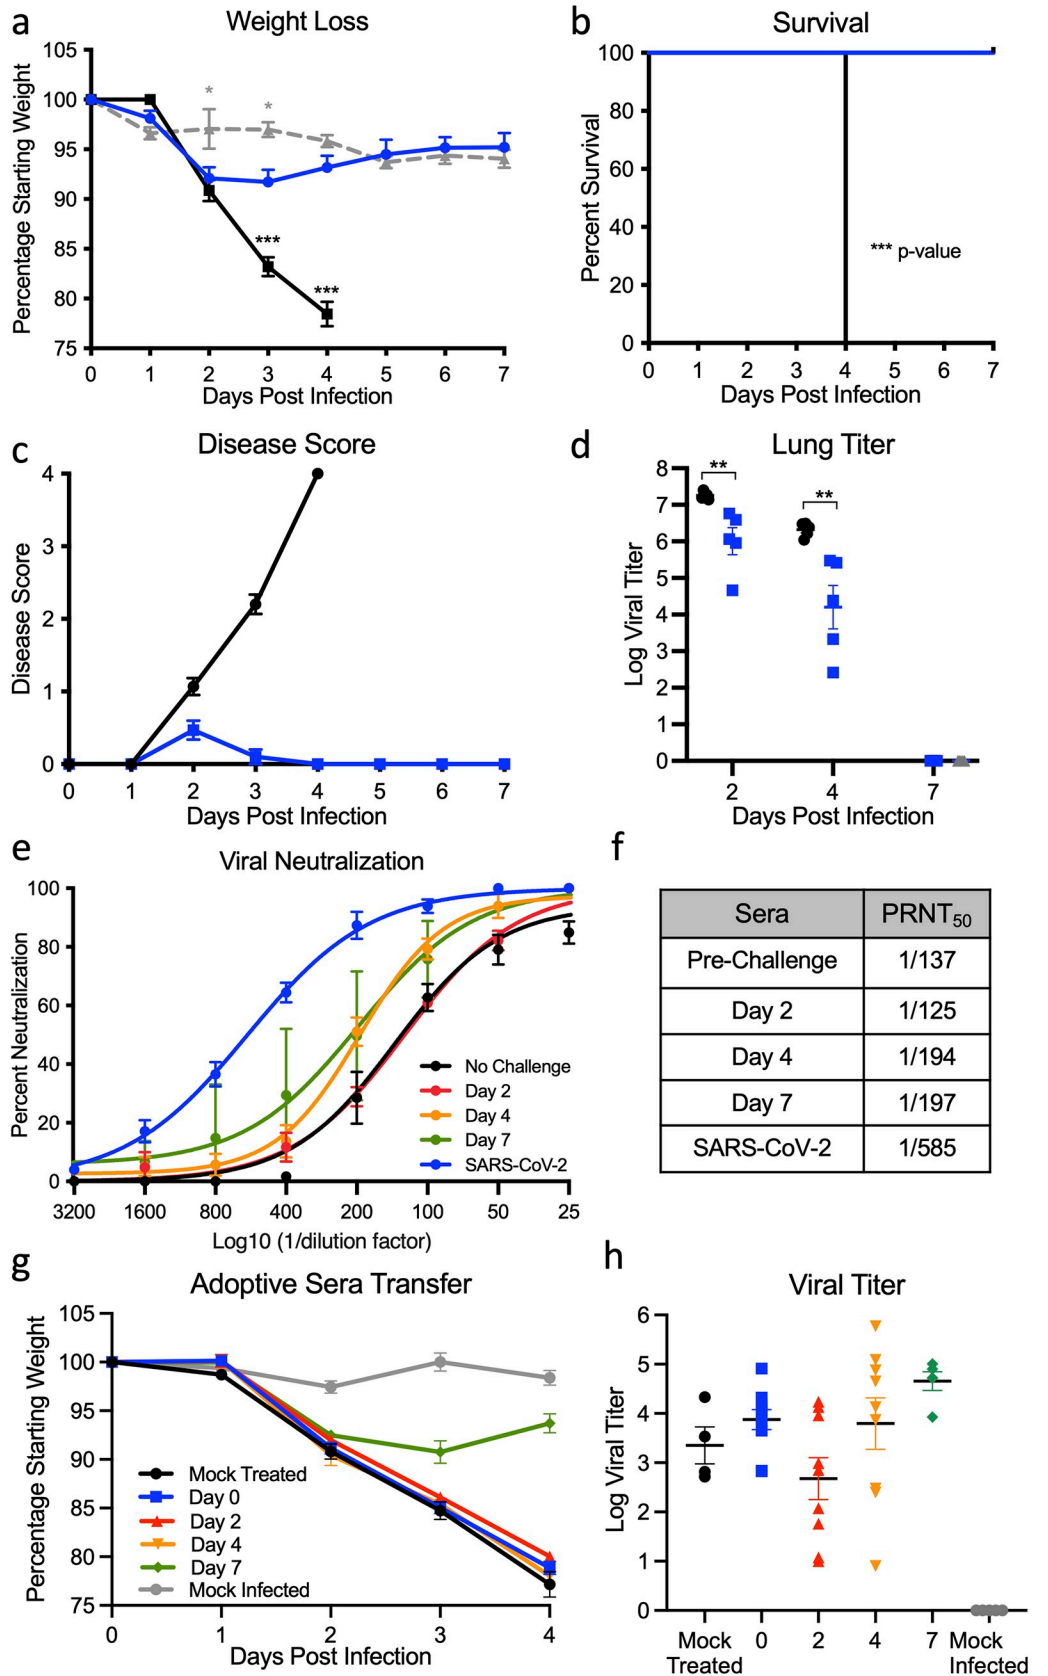 a
Weight Loss
Percentage Starting Weight
105
100
95
90
85
80
75
*
*
***
***
0 1 2 3 4 5 6 7
Days Post Infection
b
Survival
Percent Survival
100
80
60
40
20
0
*** p-value
0 1 2 3 4 5 6 7
Days Post Infection
c
Disease Score
Disease Score
4
3
2
1
0
0 1 2 3 4 5 6 7
Days Post Infection
d
Lung Titer
Log Viral Titer
8
7
6
5
4
3
2
1
0
**
**
2 4 7
Days Post Infection
e
Viral Neutralization
Percent Neutralization
100
80
60
40
20
0
No Challenge
Day 2
Day 4
Day 7
SARS-CoV-2
3200 1600 800 400 200 100 50 25
Log10 (1/dilution factor)
f
Sera PRNT50
Pre-Challenge 1/137
Day 2 1/125
Day 4 1/194
Day 7 1/197
SARS-CoV-2 1/585
g
Adoptive Sera Transfer
Percentage Starting Weight
105
100
95
90
85
80
75
Mock Treated
Day 0
Day 2
Day 4
Day 7
Mock Infected
0 1 2 3 4
Days Post Infection
h
Viral Titer
Log Viral Titer
6
5
4
3
2
1
0
Mock Treated 0 2 4 7 Mock Infected